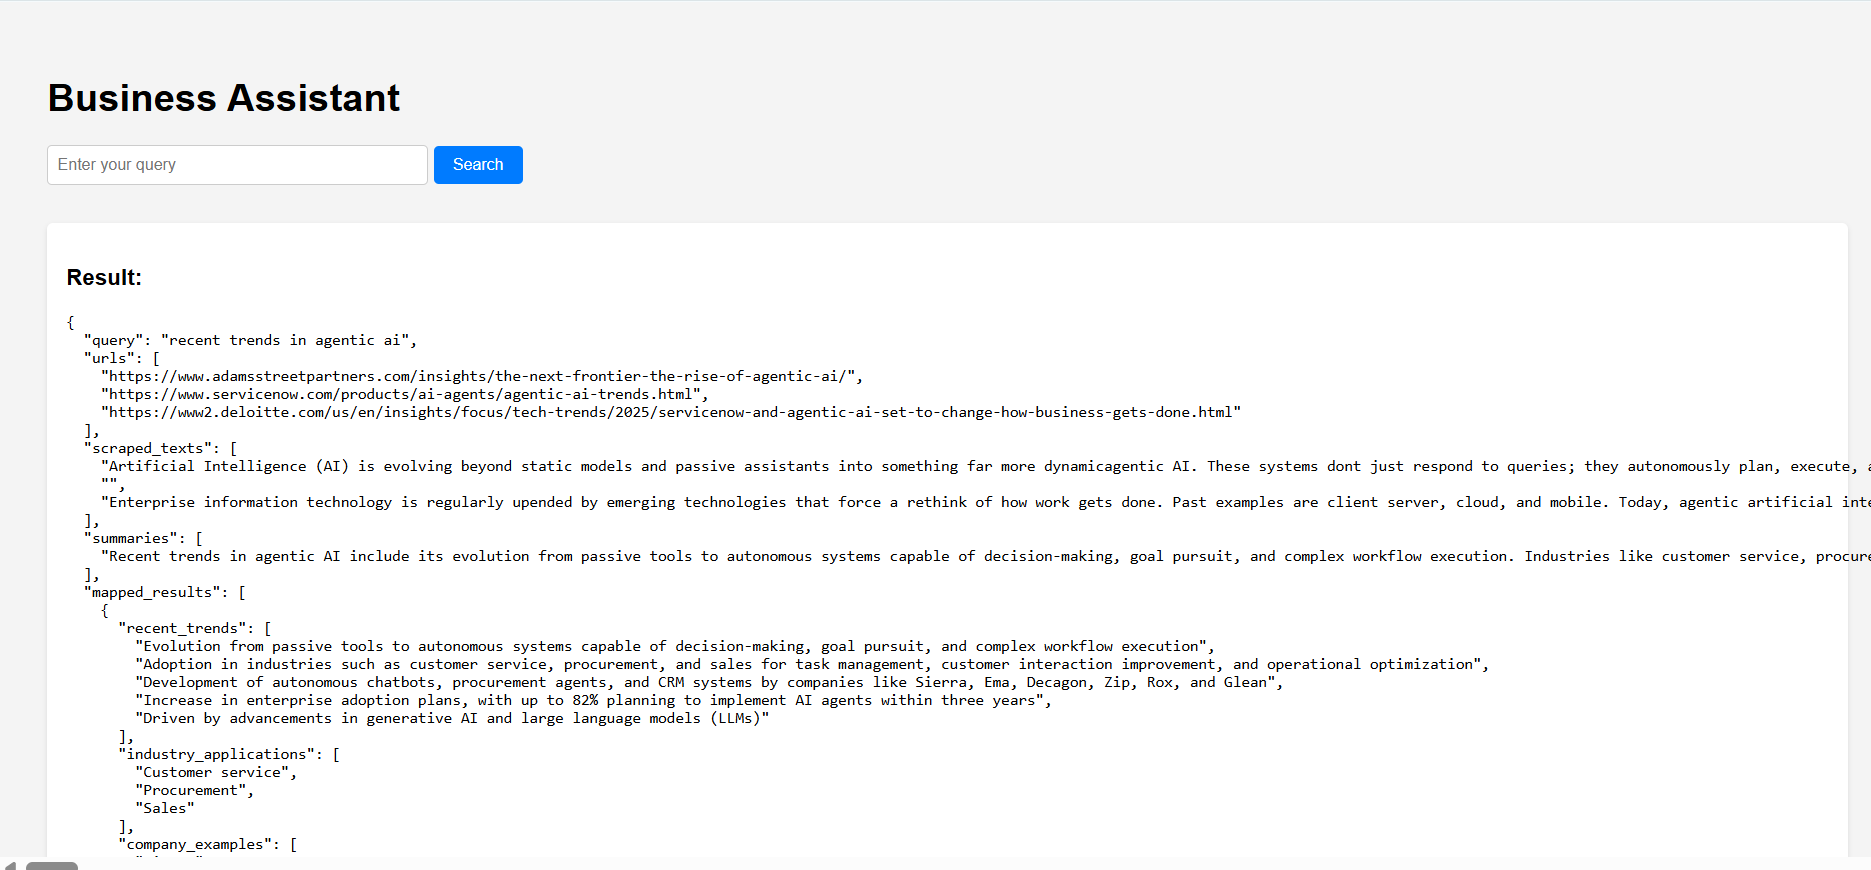 Business Assistant
Enter your query
Search
Result:
{
"query": "recent trends in agentic ai",
"urls": [
"https://www.adamsstreetpartners.com/insights/the-next-frontier-the-rise-of-agentic-ai/",
"https://www.servicenow.com/products/ai-agents/agentic-ai-trends.html",
"https://www2.deloitte.com/us/en/insights/focus/tech-trends/2025/servicenow-and-agentic-ai-set-to-change-how-business-gets-done.html"
],
"scraped_texts": [
"Artificial Intelligence (AI) is evolving beyond static models and passive assistants into something far more dynamicagentic AI. These systems dont just respond to queries; they autonomously plan, execute,
"",
"Enterprise information technology is regularly upended by emerging technologies that force a rethink of how work gets done. Past examples are client server, cloud, and mobile. Today, agentic artificial
],
"summaries": [
"Recent trends in agentic AI include its evolution from passive tools to autonomous systems capable of decision-making, goal pursuit, and complex workflow execution. Industries like customer service,
],
"mapped_results": [
{
"recent_trends": [
"Evolution from passive tools to autonomous systems capable of decision-making, goal pursuit, and complex workflow execution",
"Adoption in industries such as customer service, procurement, and sales for task management, customer interaction improvement, and operational optimization",
"Development of autonomous chatbots, procurement agents, and CRM systems by companies like Sierra, Ema, Decagon, Zip, Rox, and Glean",
"Increase in enterprise adoption plans, with up to 82% planning to implement AI agents within three years",
"Driven by advancements in generative AI and large language models (LLMs)"
],
"industry_applications": [
"Customer service",
"Procurement",
"Sales"
],
"company_examples": [